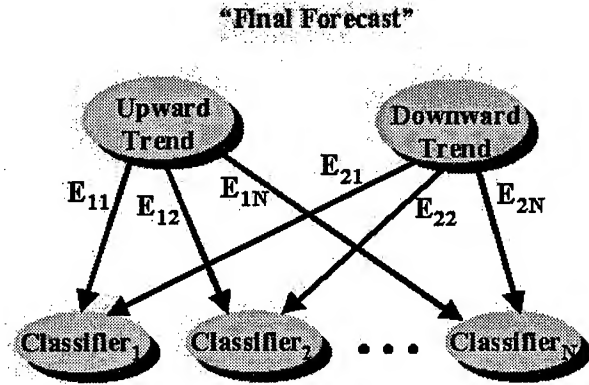 “Final Forecast”
Upward
Trend
Downward
Trend
E₁₁
E₁₂
E₁N
E₂₁
E₂₂
E₂N
Classifier₁
Classifier₂
• • •
ClassifierN